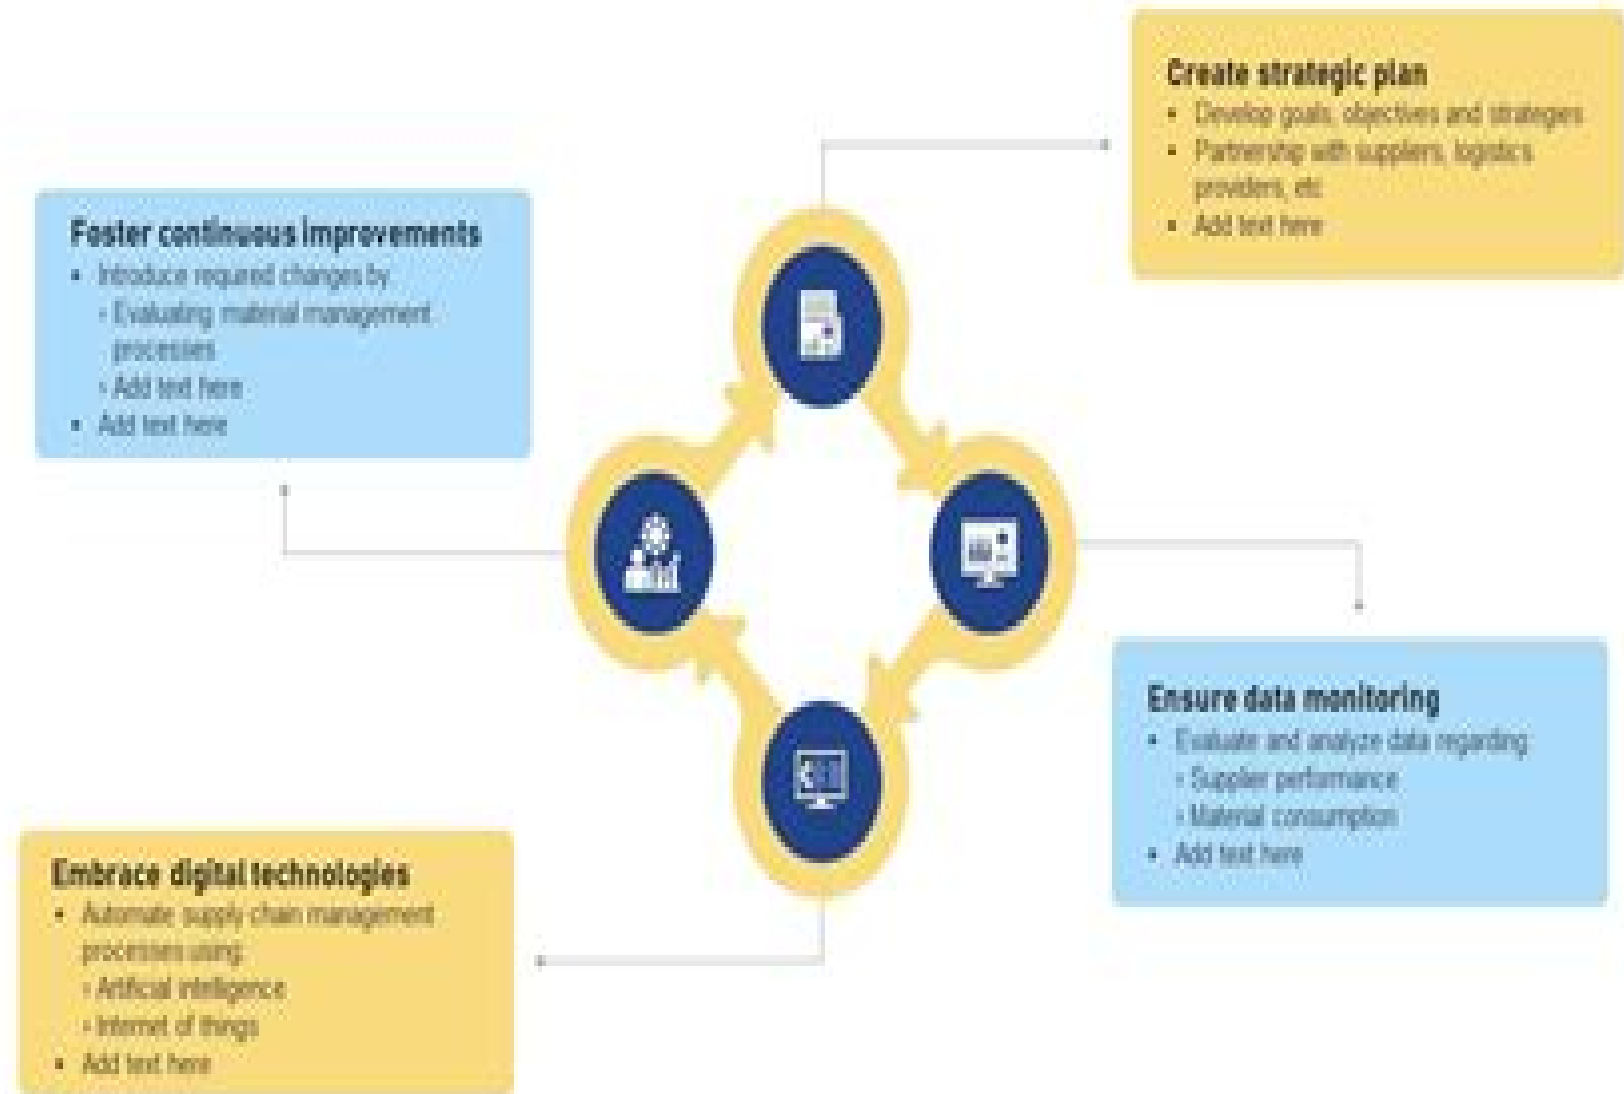 Create strategic plan
• Develop goals, objectives and strategies
• Partnership with suppliers, logistics
providers, etc
• Add text here
Foster continuous improvements
• Introduce required changes by
› Evaluating material management
processes
› Add text here
• Add text here
Ensure data monitoring
• Evaluate and analyze data regarding
› Supplier performance
› Material consumption
• Add text here
Embrace digital technologies
• Automate supply chain management
processes using
› Artificial intelligence
› Internet of things
• Add text here